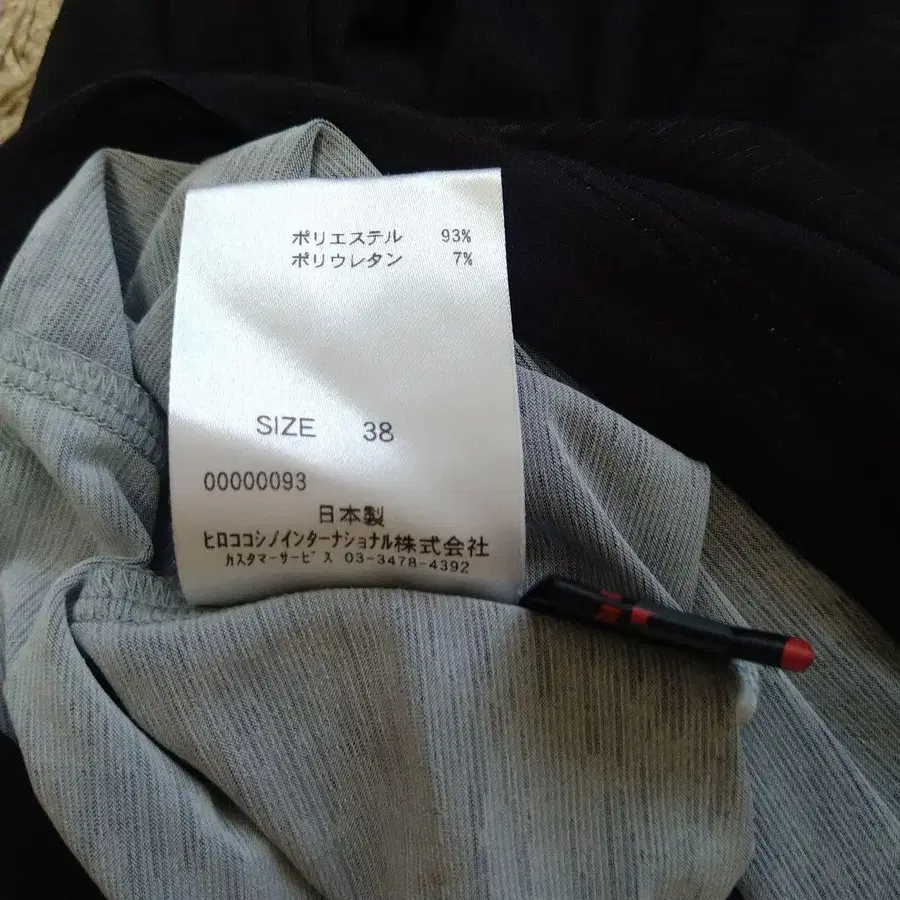 ポリエステル 93%
ポリウレタン 7%
SIZE 38
00000093
日本製
ヒロココシノインターナショナル株式会社
カスタマーサービス 03-3478-4392